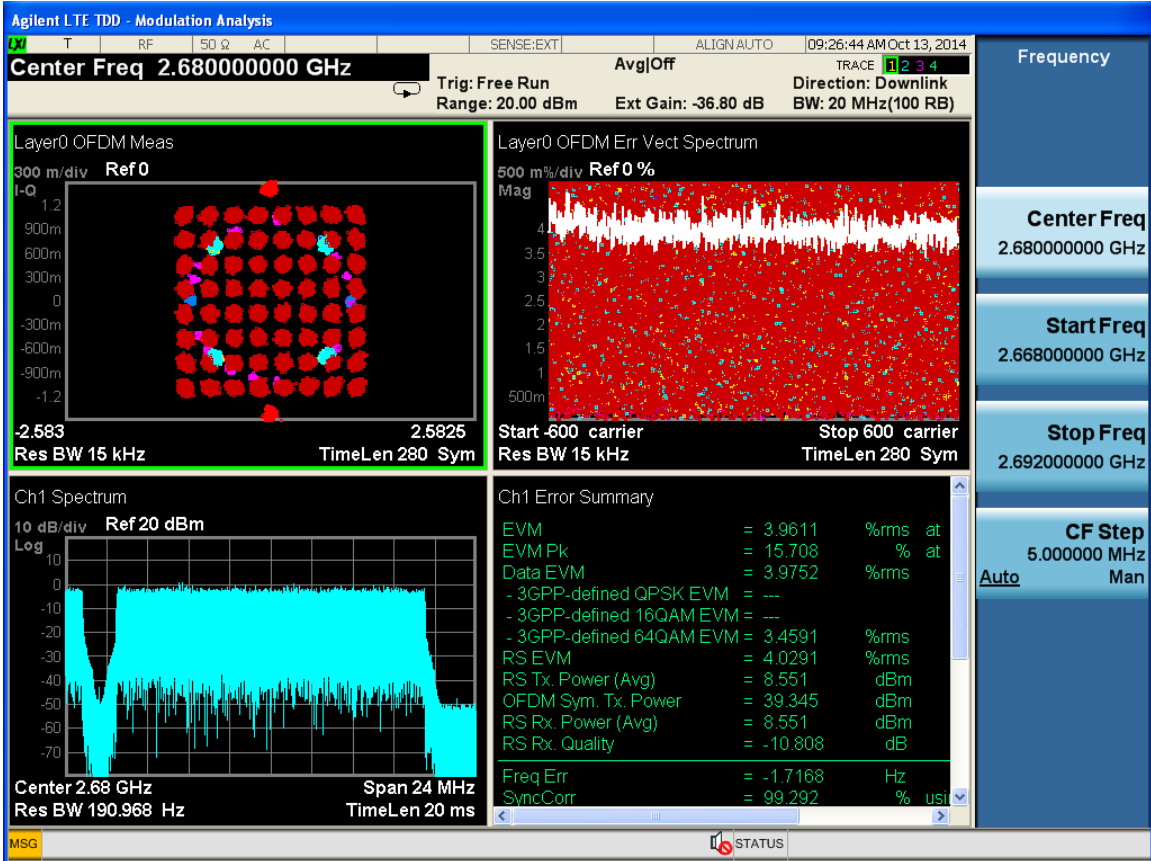 Agilent LTE TDD - Modulation Analysis
LXI T RF 50 Ω AC SENSE:EXT ALIGN AUTO 09:26:44 AM Oct 13, 2014
Center Freq 2.680000000 GHz
Avg|Off
TRACE 1 2 3 4
Trig: Free Run
Direction: Downlink
Range: 20.00 dBm Ext Gain: -36.80 dB BW: 20 MHz(100 RB)
Layer0 OFDM Meas
300 m/div Ref 0
I-Q
1.2
900m
600m
300m
0
-300m
-600m
-900m
-1.2
-2.583 2.5825
Res BW 15 kHz TimeLen 280 Sym
Layer0 OFDM Err Vect Spectrum
500 m%/div Ref 0 %
Mag
4
3.5
3
2.5
2
1.5
1
500m
Start -600 carrier Stop 600 carrier
Res BW 15 kHz TimeLen 280 Sym
Ch1 Spectrum
10 dB/div Ref 20 dBm
Log
10
0
-10
-20
-30
-40
-50
-60
-70
Center 2.68 GHz Span 24 MHz
Res BW 190.968 Hz TimeLen 20 ms
Ch1 Error Summary
EVM = 3.9611 %rms at
EVM Pk = 15.708 % at
Data EVM = 3.9752 %rms
- 3GPP-defined QPSK EVM = ---
- 3GPP-defined 16QAM EVM = ---
- 3GPP-defined 64QAM EVM = 3.4591 %rms
RS EVM = 4.0291 %rms
RS Tx. Power (Avg) = 8.551 dBm
OFDM Sym. Tx. Power = 39.345 dBm
RS Rx. Power (Avg) = 8.551 dBm
RS Rx. Quality = -10.808 dB
Freq Err = -1.7168 Hz
SyncCorr = 99.292 % usi
Frequency
Center Freq
2.680000000 GHz
Start Freq
2.668000000 GHz
Stop Freq
2.692000000 GHz
CF Step
5.000000 MHz
Auto Man
MSG STATUS